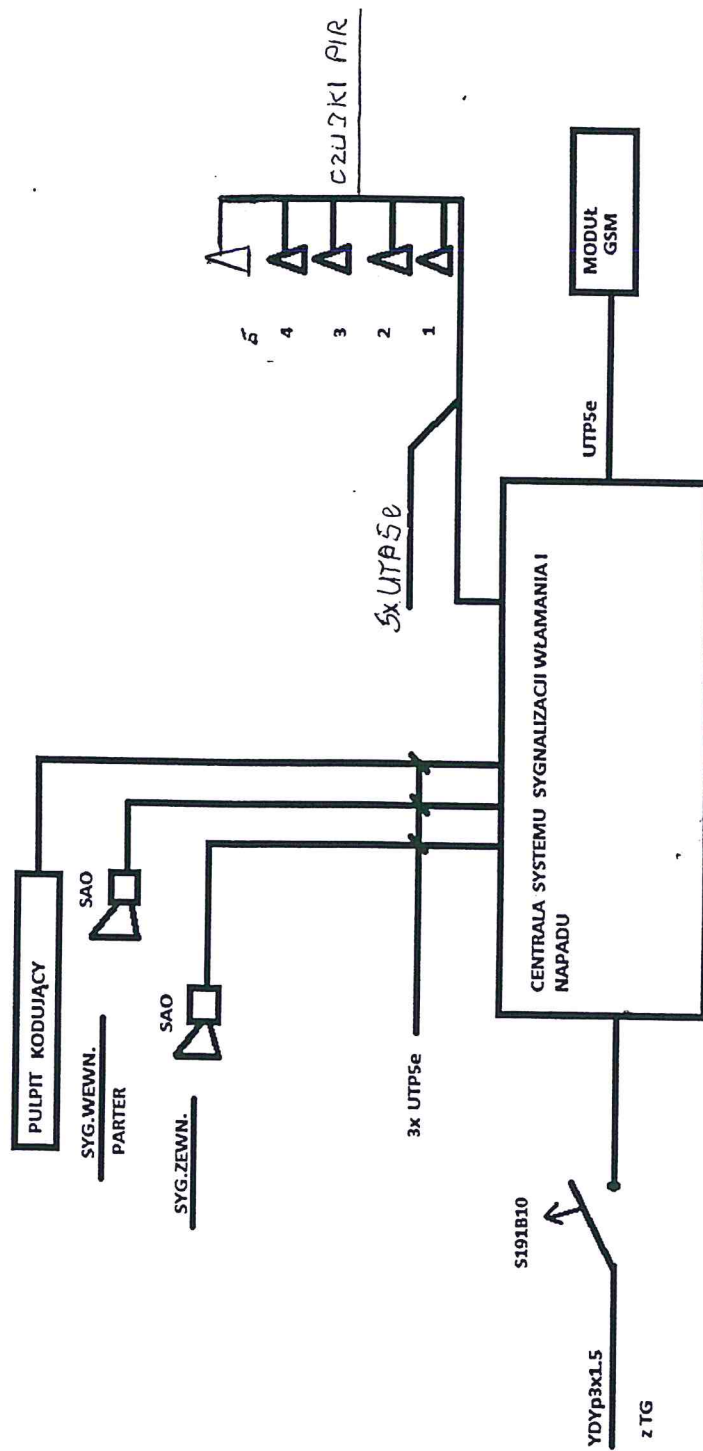 PULPIT KODUJĄCY
SYG.WEWN.
PARTER
SAO
SYG.ZEWN.
SAO
3x UTP5e
5x UTP5e
CZUJKI PIR
5
4
3
2
1
CENTRALA SYSTEMU SYGNALIZACJI WŁAMANIA I
NAPADU
UTP5e
MODUŁ
GSM
S191B10
YDYp3x1.5
z TG